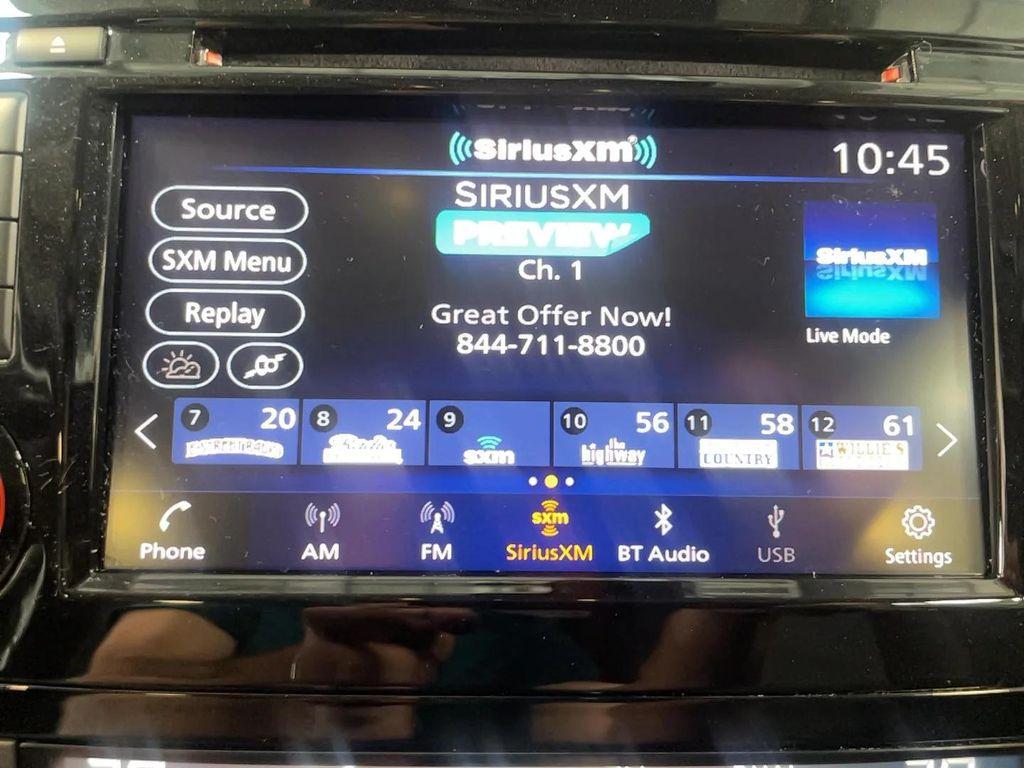 SiriusXM
10:45
Source
SXM Menu
Replay
SIRIUSXM
PREVIEW
Ch. 1
Great Offer Now!
844-711-8800
SiriusXM
Live Mode
7 20
E STREET RADIO
8 24
9
sxm
10 56
the
highway
11 58
COUNTRY
12 61
WILLIE'S
Phone
AM
FM
sxm
SiriusXM
BT Audio
USB
Settings